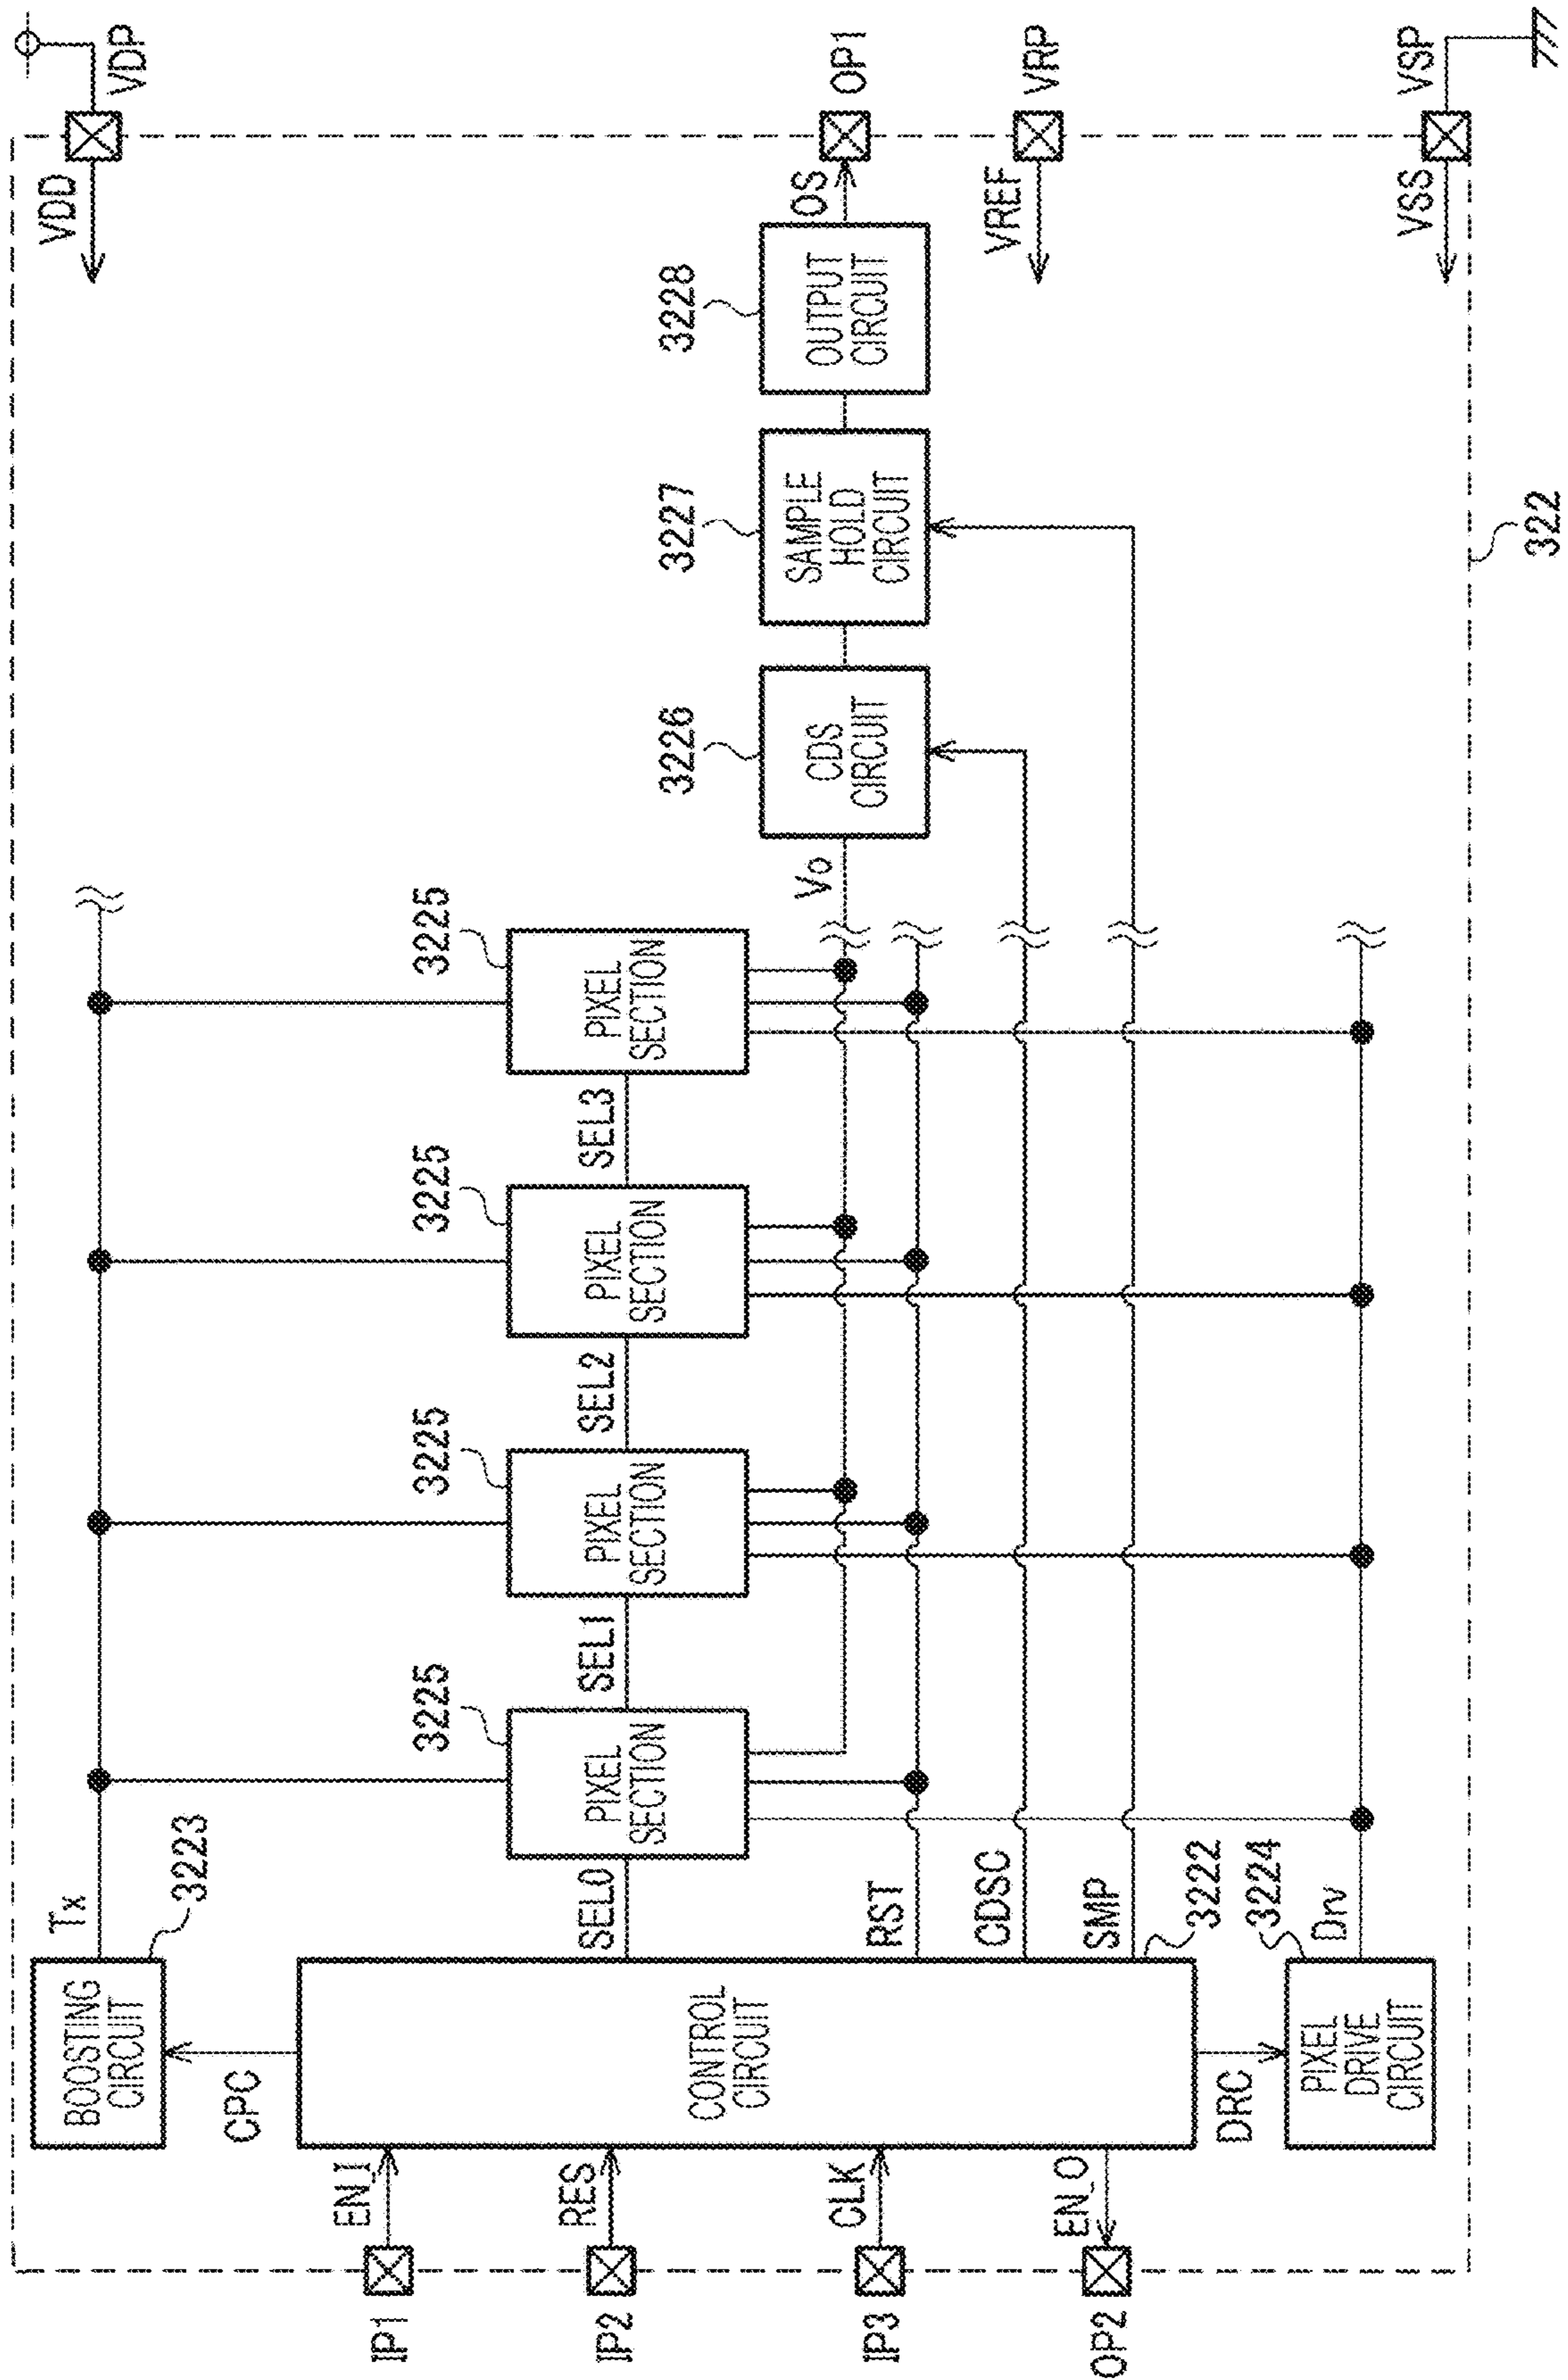 VDP
VDD
OP1
OS
VRP
VREF
VSP
VSS
3228
OUTPUT
CIRCUIT
3227
SAMPLE
HOLD
CIRCUIT
3226
CDS
CIRCUIT
322
Vo
3225
PIXEL
SECTION
SEL3
3225
PIXEL
SECTION
SEL2
3225
PIXEL
SECTION
SEL1
3225
PIXEL
SECTION
SEL0
Tx
3223
BOOSTING
CIRCUIT
CPC
RST
CDSC
SMP
3222
CONTROL
CIRCUIT
3224
Drv
PIXEL
DRIVE
CIRCUIT
DRC
EN_I
RES
CLK
EN_O
IP1
IP2
IP3
OP2